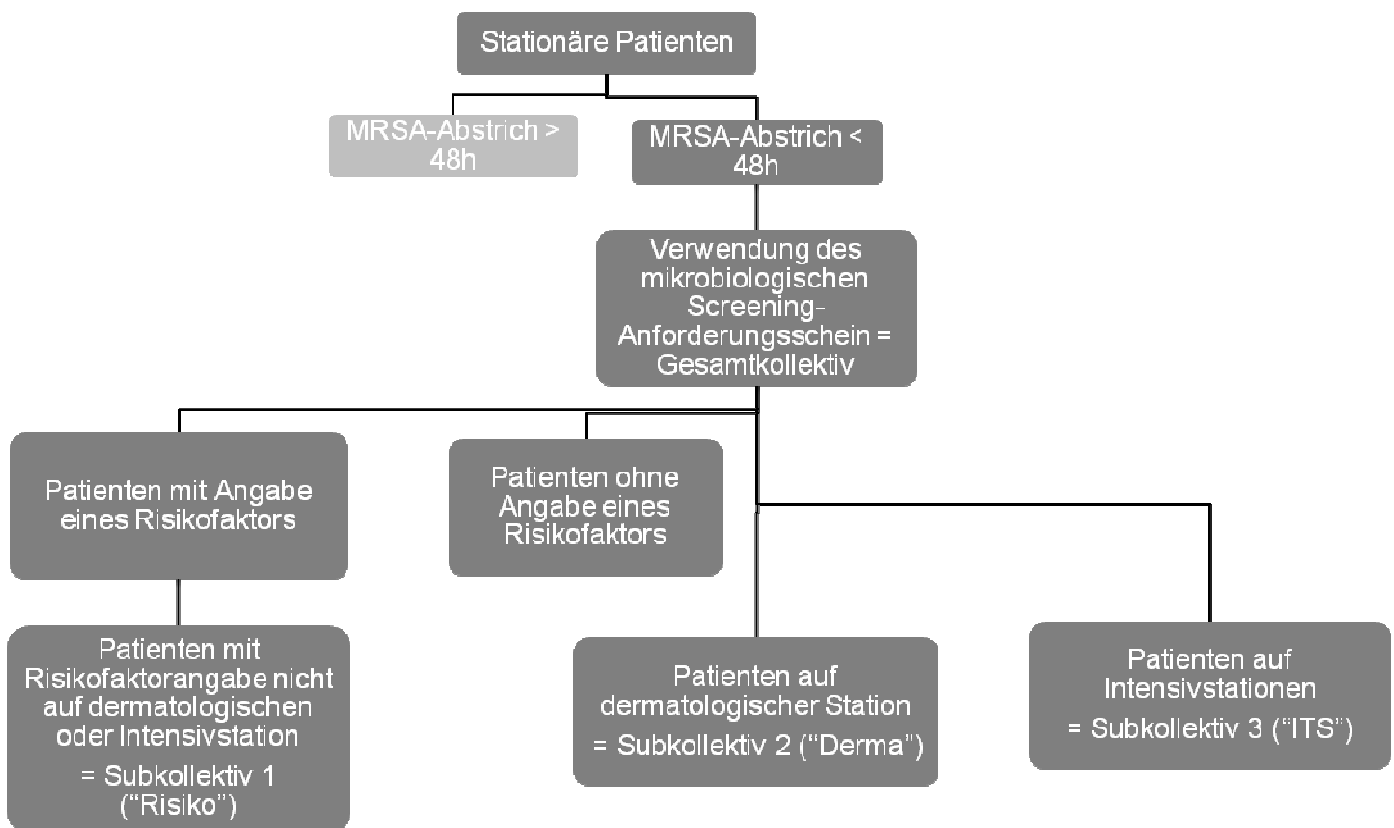 Stationäre Patienten
MRSA-Abstrich >
48h
MRSA-Abstrich <
48h
Verwendung des
mikrobiologischen
Screening-
Anforderungsschein =
Gesamtkollektiv
Patienten mit Angabe
eines Risikofaktors
Patienten ohne
Angabe eines
Risikofaktors
Patienten mit
Risikofaktorangabe nicht
auf dermatologischen
oder Intensivstation
= Subkollektiv 1
(“Risiko”)
Patienten auf
dermatologischer Station
= Subkollektiv 2 (“Derma”)
Patienten auf
Intensivstationen
= Subkollektiv 3 (“ITS”)